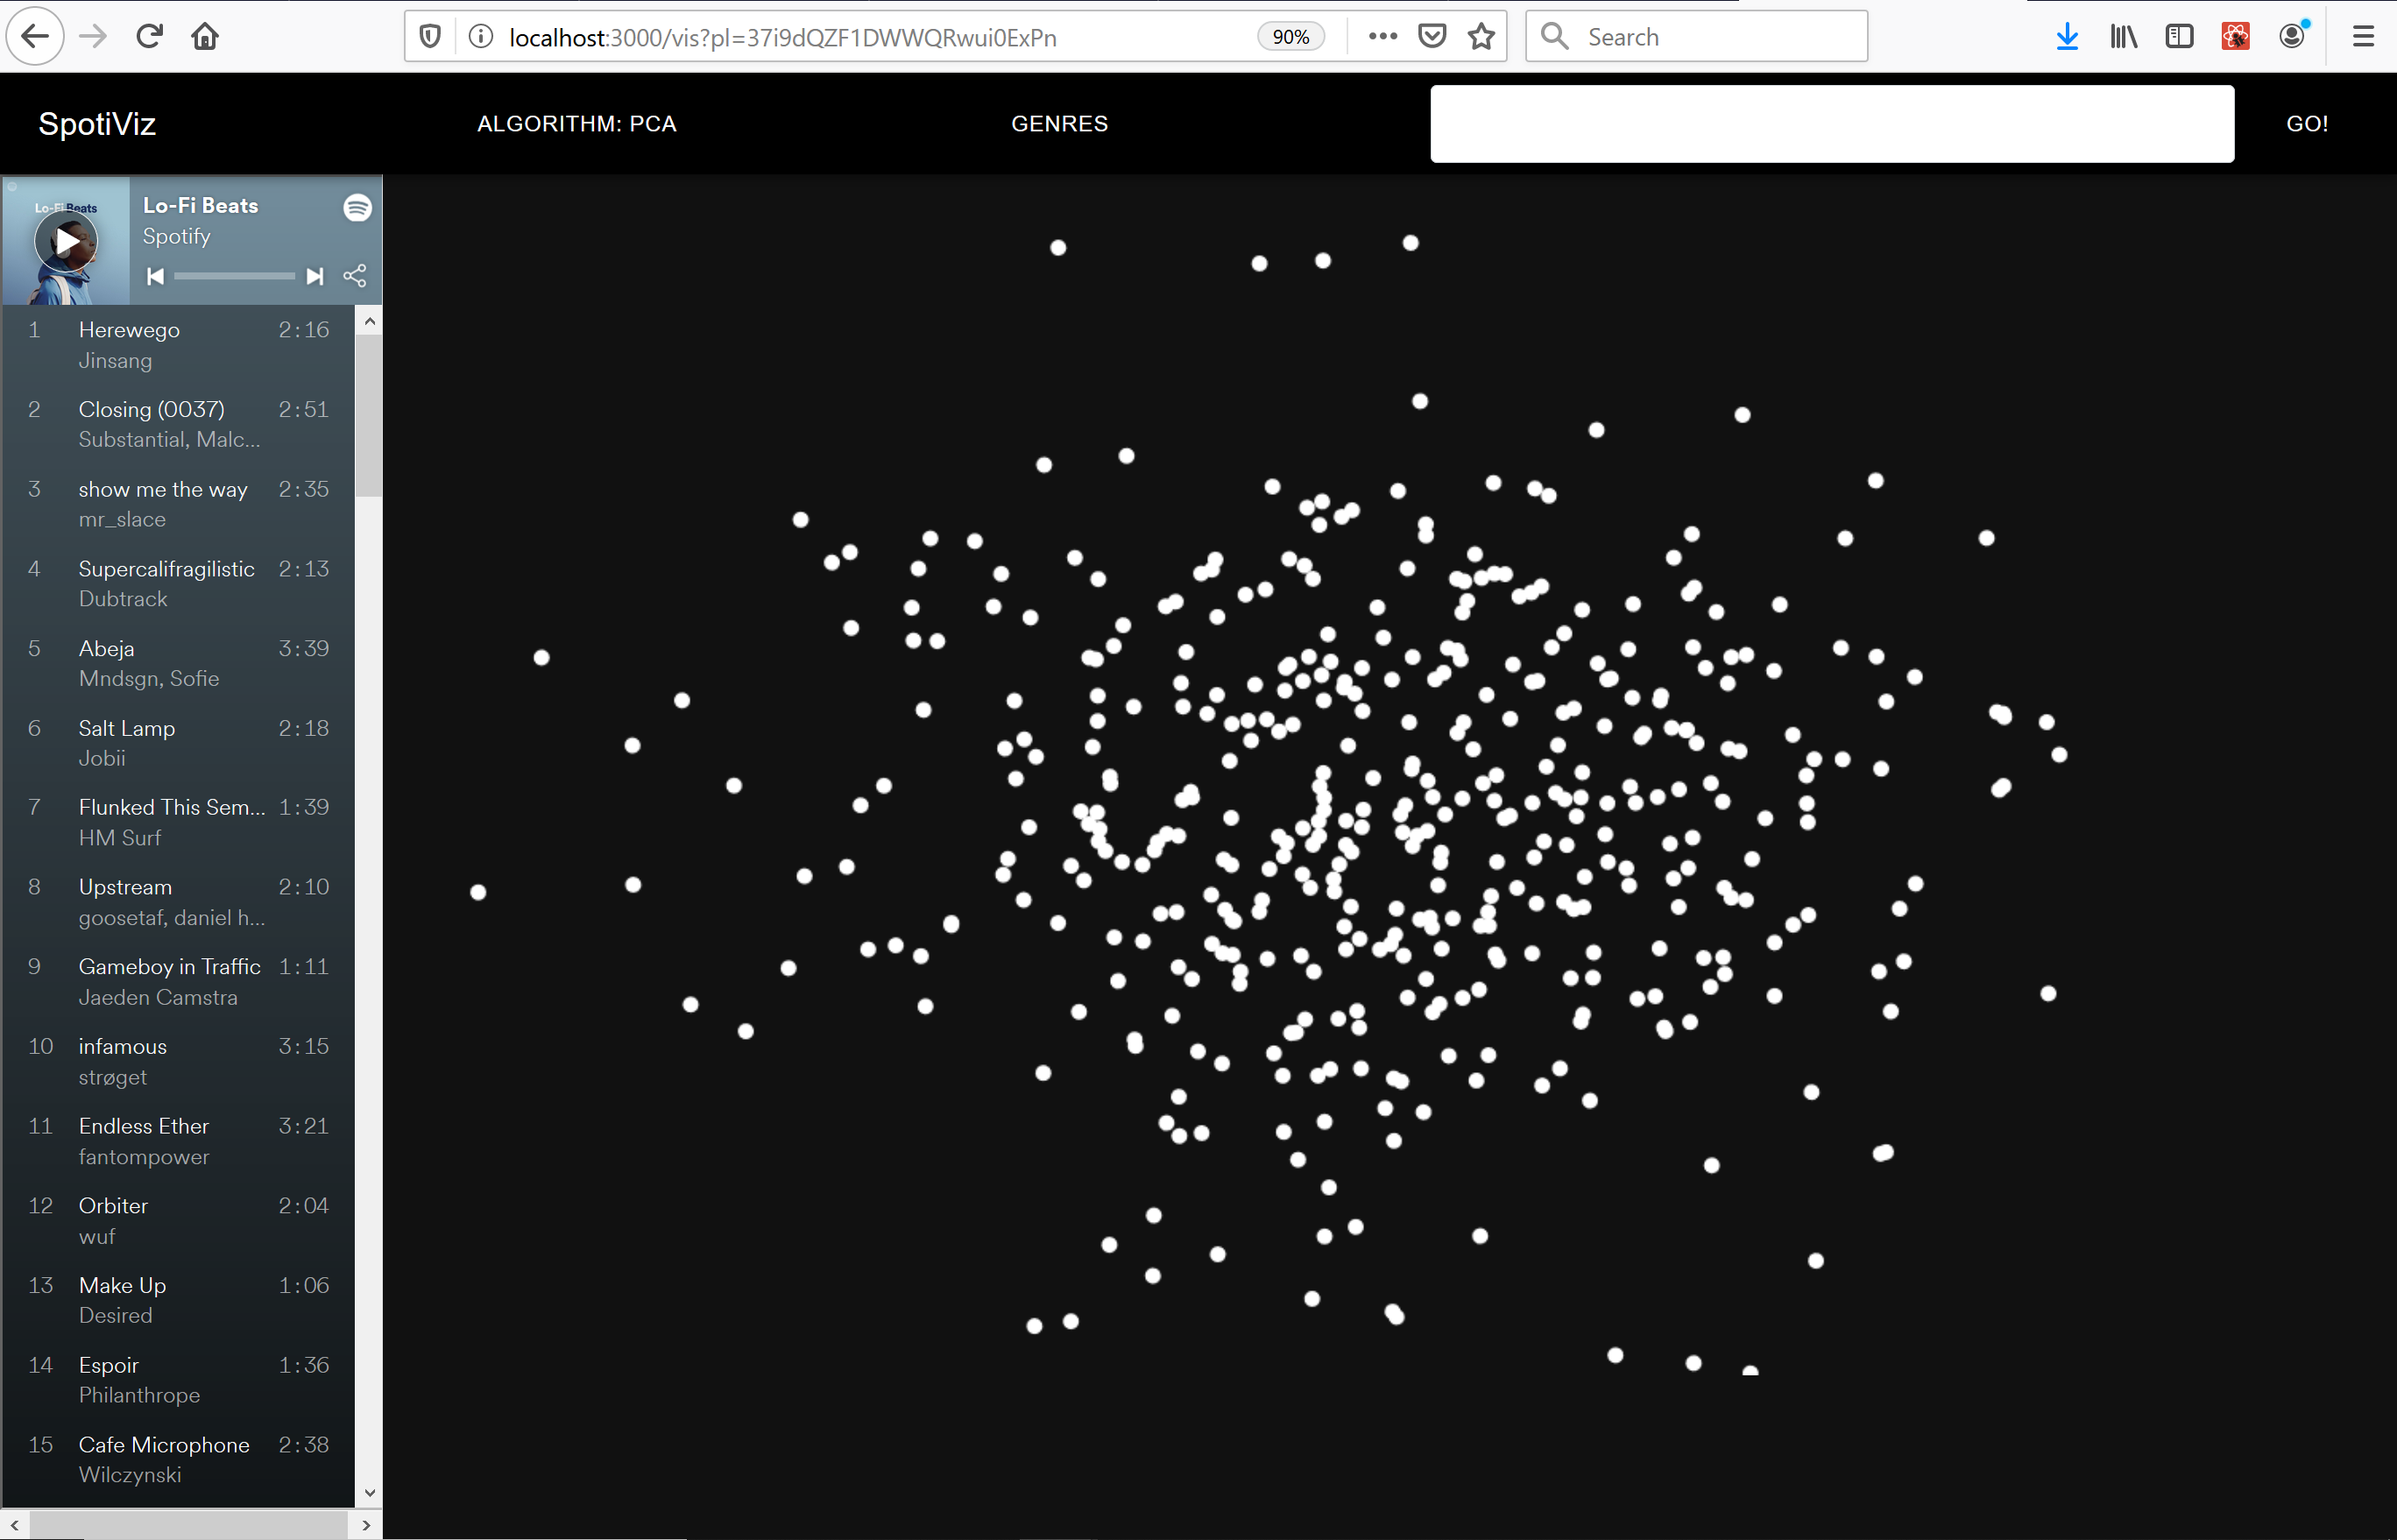 localhost:3000/vis?pl=37i9dQZF1DWWQRwui0ExPn
90%
Search
SpotiViz
ALGORITHM: PCA
GENRES
GO!
Lo-Fi Beats
Lo-Fi Beats
Spotify
1 Herewego 2:16
Jinsang
2 Closing (0037) 2:51
Substantial, Malc...
3 show me the way 2:35
mr_slace
4 Supercalifragilistic 2:13
Dubtrack
5 Abeja 3:39
Mndsgn, Sofie
6 Salt Lamp 2:18
Jobii
7 Flunked This Sem... 1:39
HM Surf
8 Upstream 2:10
goosetaf, daniel h...
9 Gameboy in Traffic 1:11
Jaeden Camstra
10 infamous 3:15
strøget
11 Endless Ether 3:21
fantompower
12 Orbiter 2:04
wuf
13 Make Up 1:06
Desired
14 Espoir 1:36
Philanthrope
15 Cafe Microphone 2:38
Wilczynski